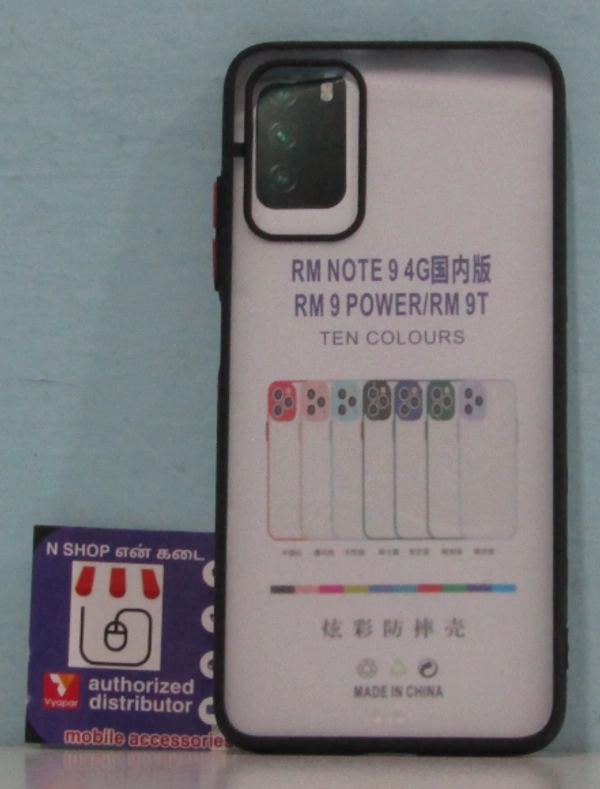 RM NOTE 9 4G国内版
RM 9 POWER/RM 9T
TEN COLOURS
炫彩防摔壳
MADE IN CHINA
N SHOP என் கடை
Vyapar
authorized
distributor
mobile accessories